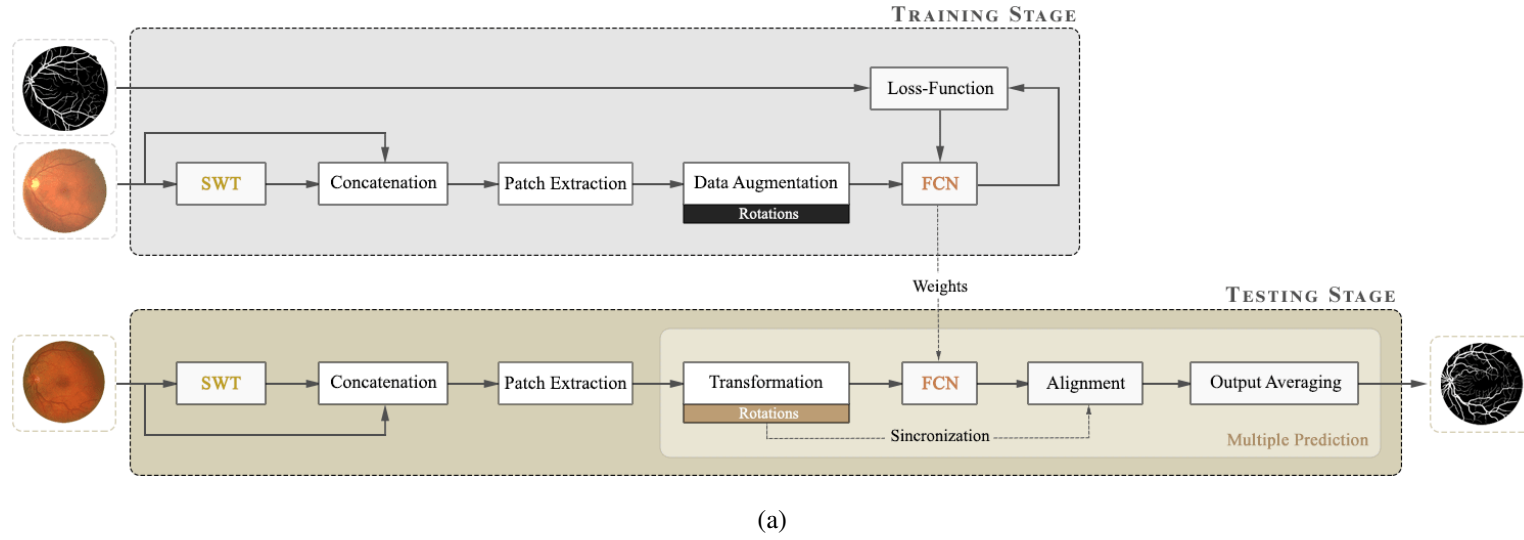 TRAINING STAGE
Loss-Function
SWT
Concatenation
Patch Extraction
Data Augmentation
Rotations
FCN
Weights
TESTING STAGE
SWT
Concatenation
Patch Extraction
Transformation
Rotations
FCN
Alignment
Output Averaging
Sincronization
Multiple Prediction
(a)